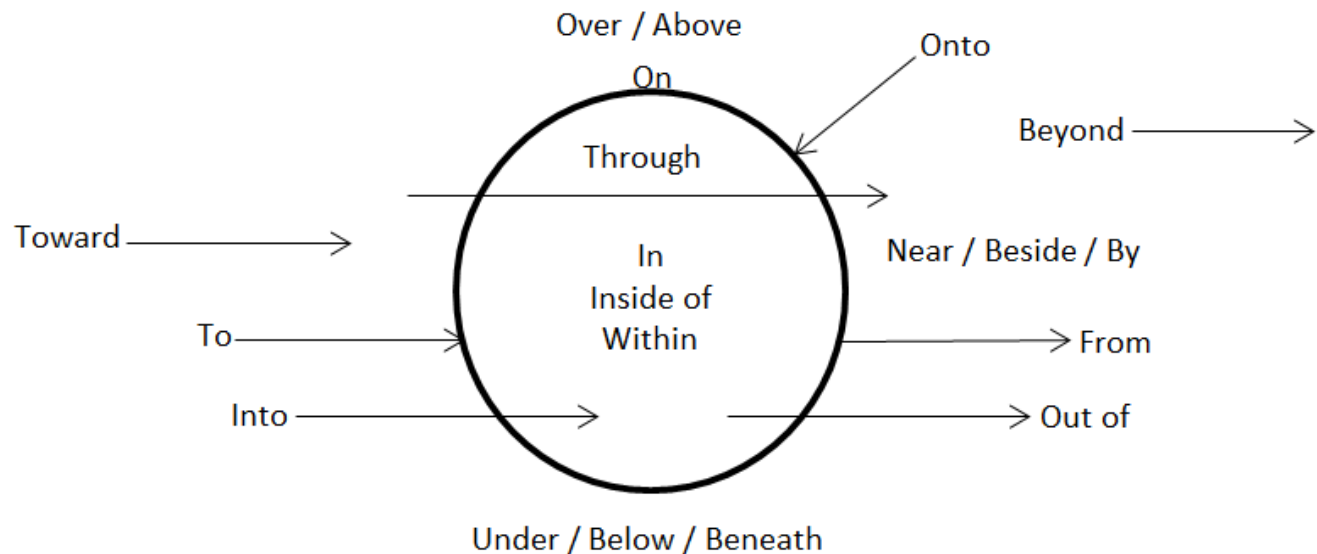 Over / Above
On
Onto
Beyond
Through
Toward
Near / Beside / By
In
Inside of
Within
To
From
Into
Out of
Under / Below / Beneath